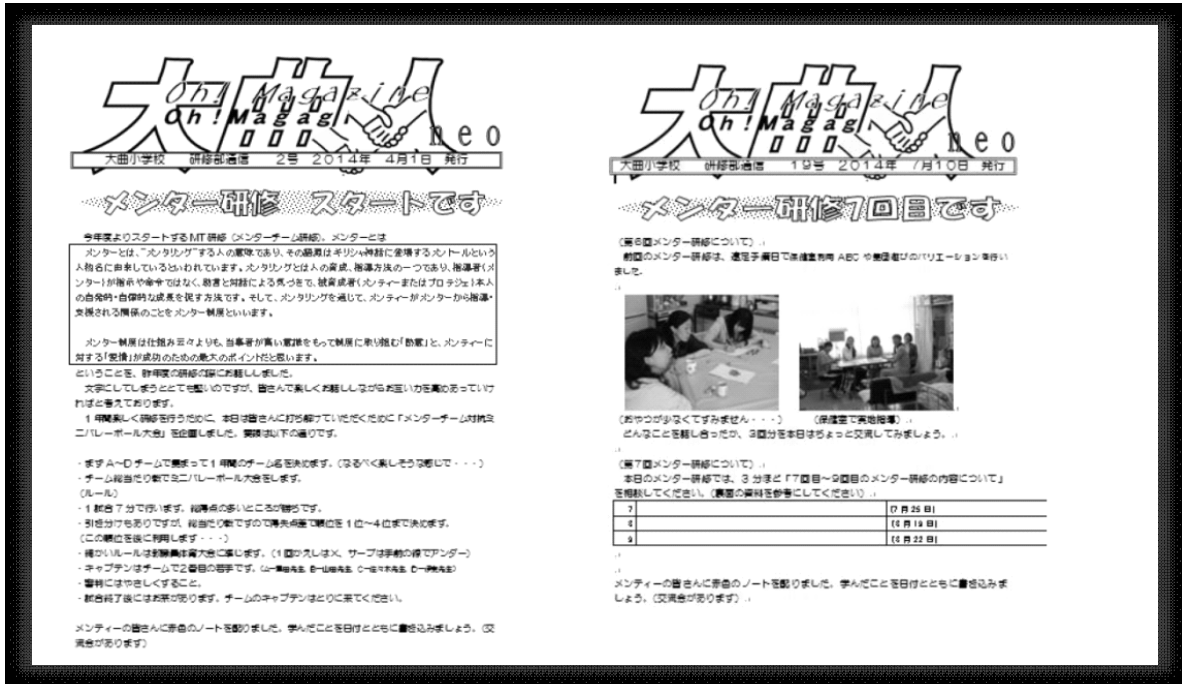 大曲人
Oh! Magazine
Oh!Magagi
neo
大曲小学校 研修部通信 2号 2014年 4月1日 発行
メンター研修 スタートです
今年度よりスタートするMT研修（メンターチーム研修）。メンターとは
メンターとは、"メンタリング"する人の意味であり、その語源はギリシャ神話に登場するメントールという
人物名に由来しているといわれています。メンタリングとは人の育成、指導方法の一つであり、指導者（メ
ンター）が指示や命令ではなく、助言と対話による気づきで、被育成者（メンティーまたはプロテジェ）本人
の自発的・自律的な成長を促す方法です。そして、メンタリングを通じて、メンティーがメンターから指導・
支援される関係のことをメンター制度といいます。
メンター制度は仕組み云々よりも、当事者が高い意識をもって制度に取り組む「熱意」と、メンティーに
対する「愛情」が成功のための最大のポイントだと思います。
ということを、昨年度の研修の際にお話ししました。
文字にしてしまうととても堅いのですが、皆さんで楽しくお話ししながらお互い力を高めあっていけ
ればと考えております。
1年間楽しく研修を行うために、本日は皆さんに打ち解けていただくために「メンターチーム対抗ミ
ニバレーボール大会」を企画しました。要領は以下の通りです。
・まずA～Dチームで集まって1年間のチーム名を決めます。（なるべく楽しそうな感じで・・・）
・チーム総当たり戦でミニバレーボール大会をします。
（ルール）
・1試合7分で行います。総得点の多いところが勝ちです。
・引き分けもありですが、総当たり戦ですので得失点差で順位を1位～4位まで決めます。
（この順位を後に利用します・・・）
・細かいルールは教職員体育大会に準じます。（1回かえしは×、サーブは手前の線でアンダー）
・キャプテンはチームで2番目の若手です。
・審判にはやさしくすること。
・試合終了後にはお茶があります。チームのキャプテンはとりに来てください。
メンティーの皆さんに赤色のノートを配りました。学んだことを日付とともに書き込みましょう。（交
流会があります）
大曲人
Oh! Magazine
Oh!Magagi
neo
大曲小学校 研修部通信 19号 2014年 7月10日 発行
メンター研修7回目です
（第6回メンター研修について）
前回のメンター研修は、遠足予備日で保健室利用ABCや集団遊びのバリエーションを行い
ました。
（おやつが少なくてすみません・・・） （保健室で実地指導）
どんなことを話し合ったか、3回分を本日はちょっと交流してみましょう。
（第7回メンター研修について）
本日のメンター研修では、3分ほど「7回目～9回目のメンター研修の内容について」
を相談してください。（裏面の資料を参考にしてください）
7 （7月25日）
8
9
メンティーの皆さんに赤色のノートを配りました。学んだことを日付とともに書き込みま
しょう。（交流会があります）